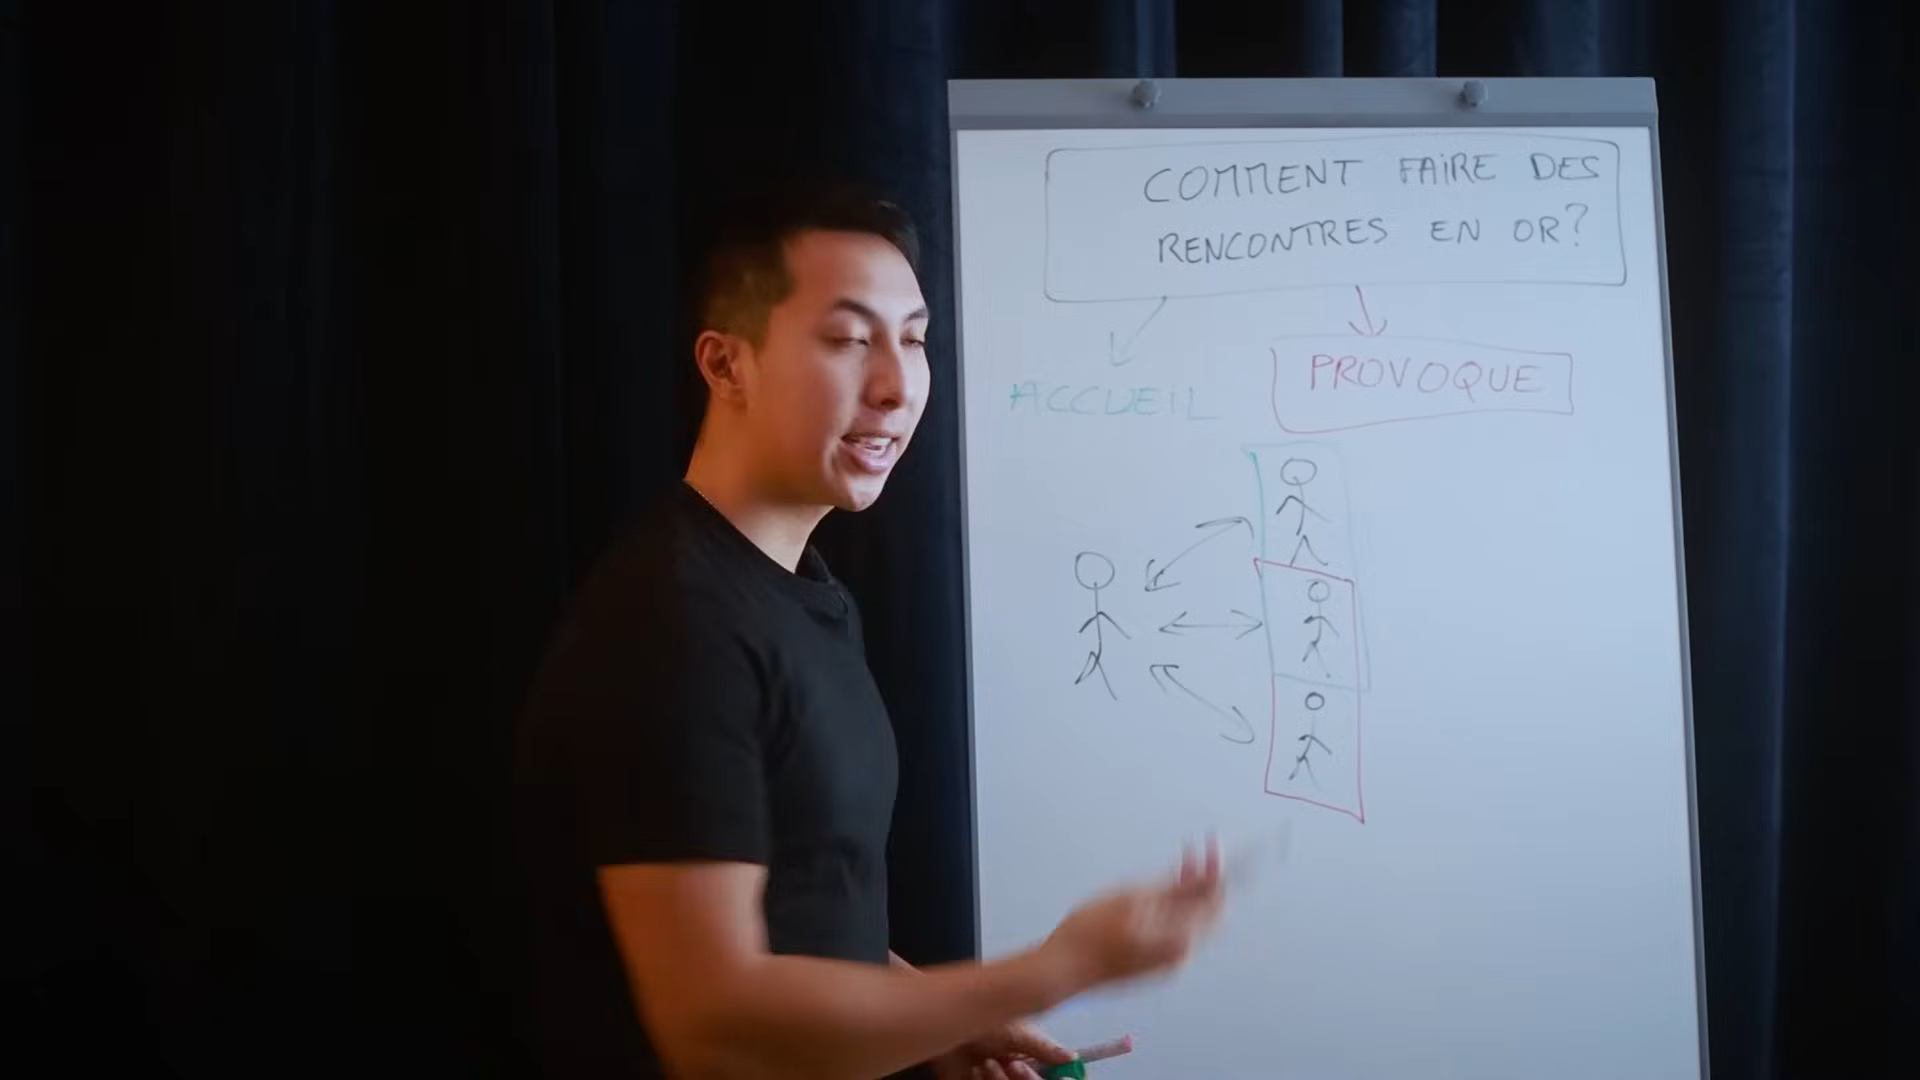 COMMENT FAIRE DES
RENCONTRES EN OR?
ACCUEIL
PROVOQUE